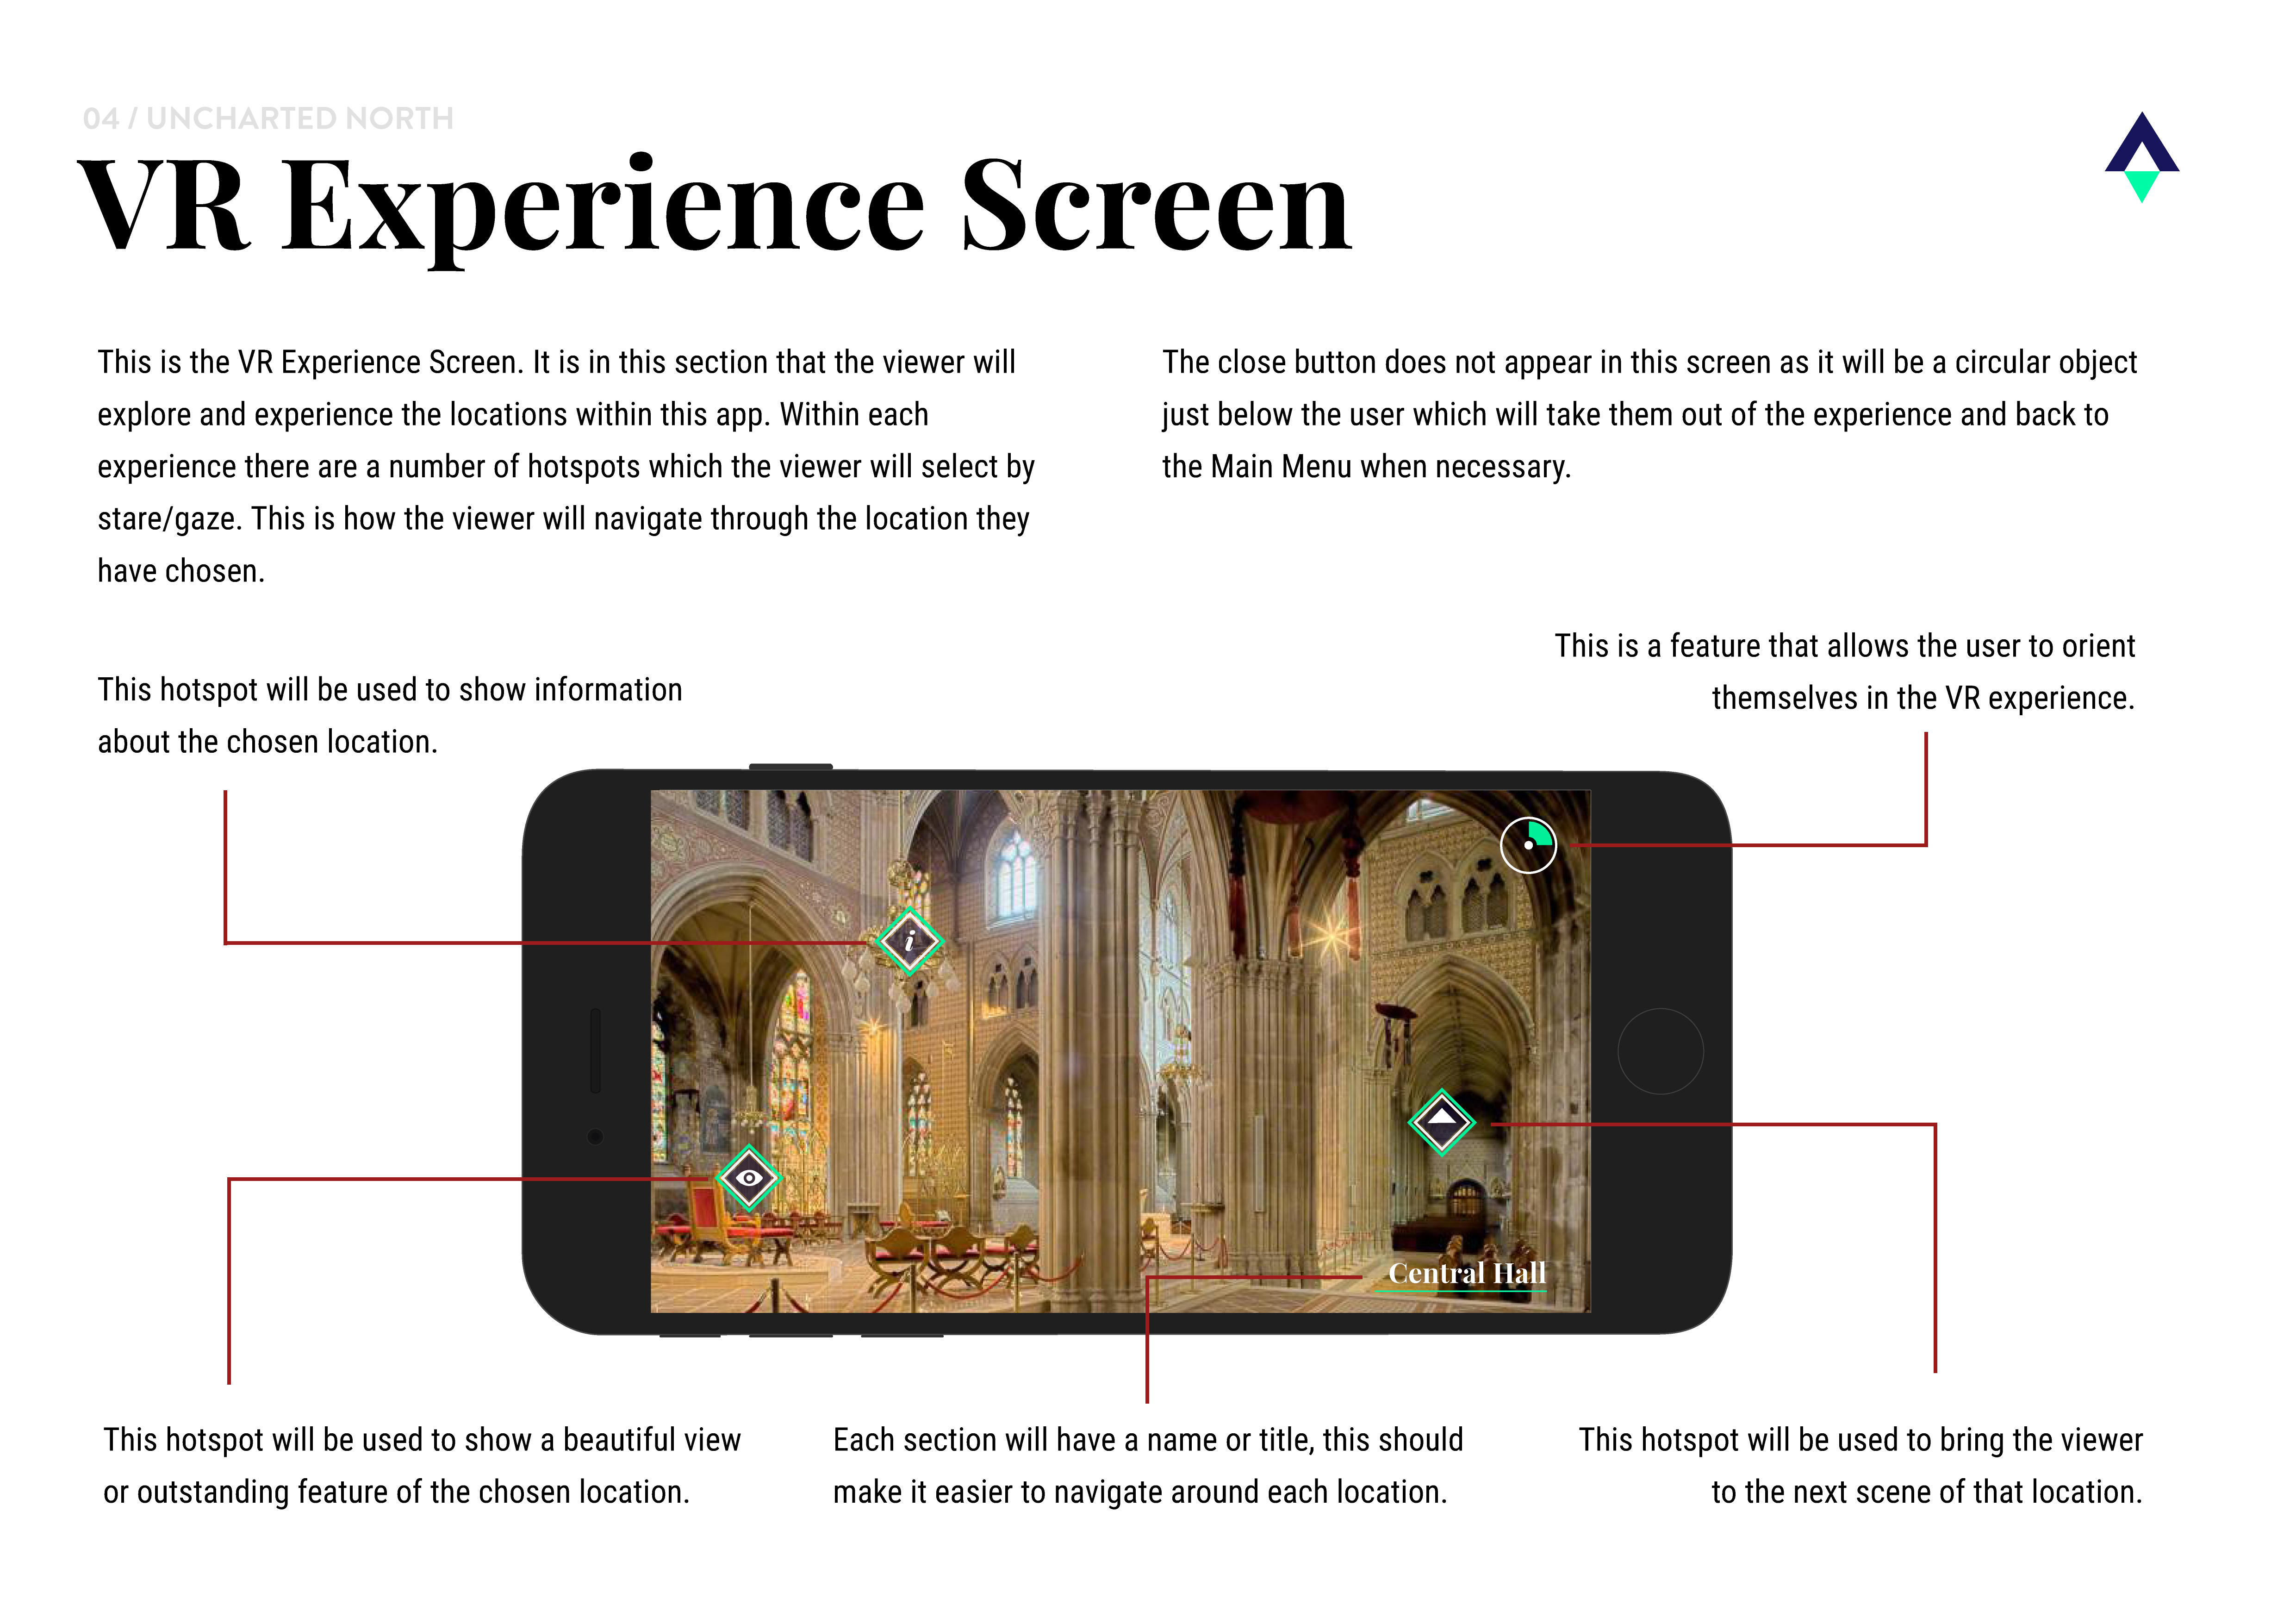 04 / UNCHARTED NORTH
VR Experience Screen
This is the VR Experience Screen. It is in this section that the viewer will
explore and experience the locations within this app. Within each
experience there are a number of hotspots which the viewer will select by
stare/gaze. This is how the viewer will navigate through the location they
have chosen.
The close button does not appear in this screen as it will be a circular object
just below the user which will take them out of the experience and back to
the Main Menu when necessary.
This hotspot will be used to show information
about the chosen location.
This is a feature that allows the user to orient
themselves in the VR experience.
i
Central Hall
This hotspot will be used to show a beautiful view
or outstanding feature of the chosen location.
Each section will have a name or title, this should
make it easier to navigate around each location.
This hotspot will be used to bring the viewer
to the next scene of that location.